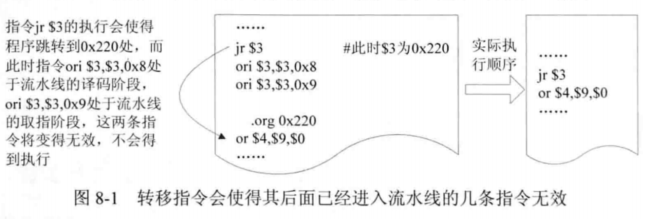 指令jr $3的执行会使得
程序跳转到0x220处，而
此时指令ori $3,$3,0x8处
于流水线的译码阶段，
ori $3,$3,0x9处于流水线
的取指阶段，这两条指
令将变得无效，不会得
到执行
……
jr $3 #此时$3为0x220
ori $3,$3,0x8
ori $3,$3,0x9
.org 0x220
or $4,$9,$0
……
实际执
行顺序
……
jr $3
or $4,$9,$0
……
图 8-1 转移指令会使得其后面已经进入流水线的几条指令无效